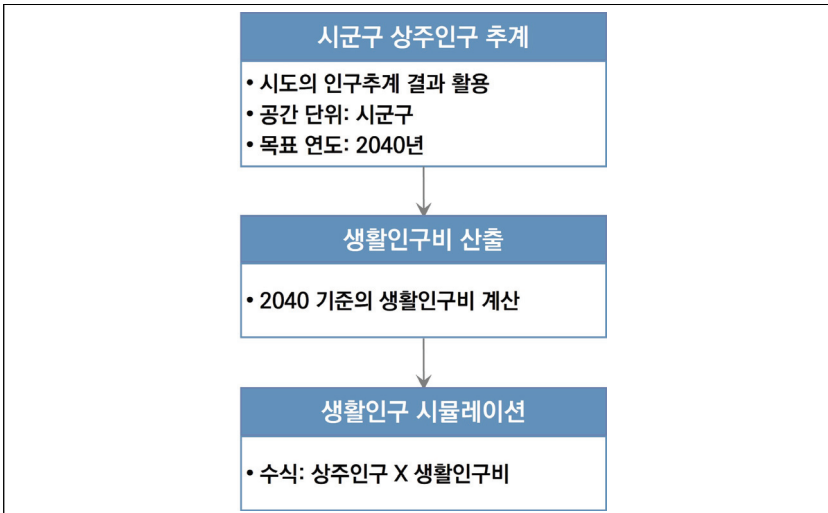 시군구 상주인구 추계
• 시도의 인구추계 결과 활용
• 공간 단위: 시군구
• 목표 연도: 2040년
생활인구비 산출
• 2040 기준의 생활인구비 계산
생활인구 시뮬레이션
• 수식: 상주인구 X 생활인구비